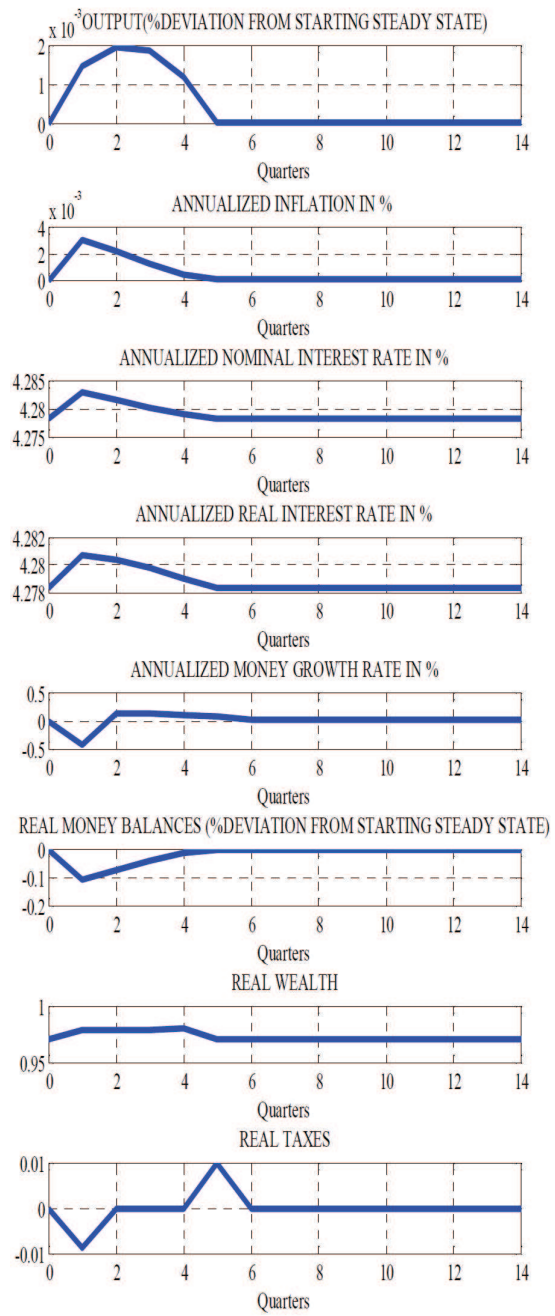 x 10⁻³ OUTPUT(%DEVIATION FROM STARTING STEADY STATE)
2
1
0
0 2 4 6 8 10 12 14
Quarters
ANNUALIZED INFLATION IN %
x 10⁻³
4
2
0
0 2 4 6 8 10 12 14
Quarters
ANNUALIZED NOMINAL INTEREST RATE IN %
4.285
4.28
4.275
0 2 4 6 8 10 12 14
Quarters
ANNUALIZED REAL INTEREST RATE IN %
4.282
4.28
4.278
0 2 4 6 8 10 12 14
Quarters
ANNUALIZED MONEY GROWTH RATE IN %
0.5
0
-0.5
0 2 4 6 8 10 12 14
Quarters
REAL MONEY BALANCES (%DEVIATION FROM STARTING STEADY STATE)
0
-0.1
-0.2
0 2 4 6 8 10 12 14
Quarters
REAL WEALTH
1
0.95
0 2 4 6 8 10 12 14
Quarters
REAL TAXES
0.01
0
-0.01
0 2 4 6 8 10 12 14
Quarters